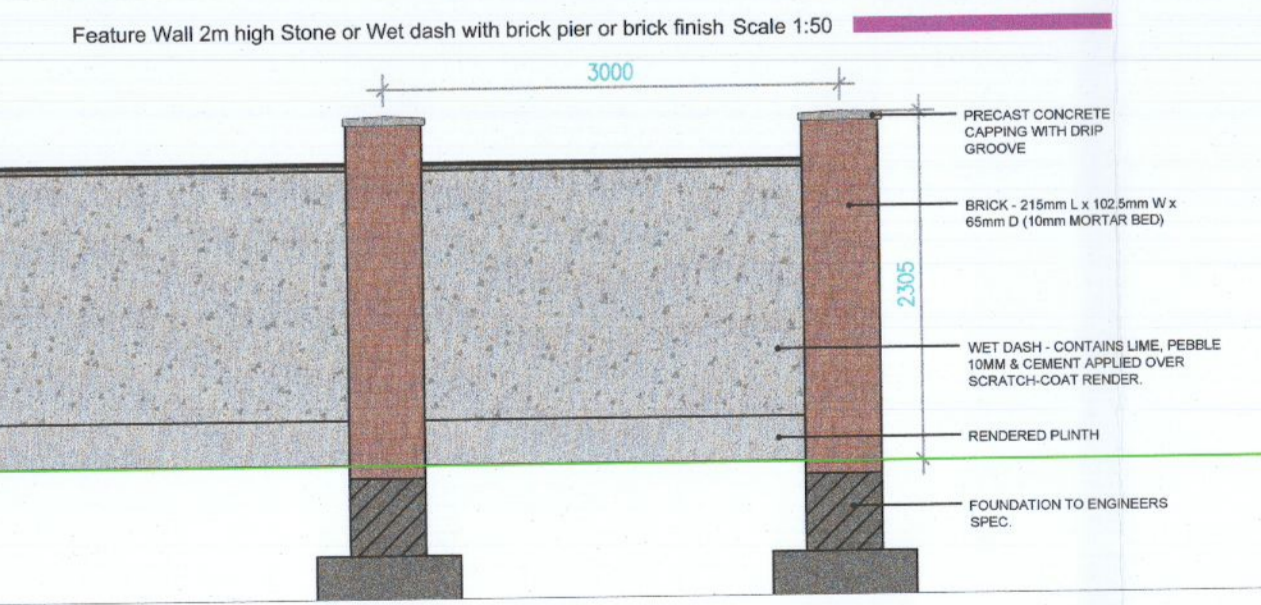 Feature Wall 2m high Stone or Wet dash with brick pier or brick finish Scale 1:50
3000
PRECAST CONCRETE
CAPPING WITH DRIP
GROOVE
BRICK - 215mm L x 102.5mm W x
65mm D (10mm MORTAR BED)
2305
WET DASH - CONTAINS LIME, PEBBLE
10MM & CEMENT APPLIED OVER
SCRATCH-COAT RENDER.
RENDERED PLINTH
FOUNDATION TO ENGINEERS
SPEC.